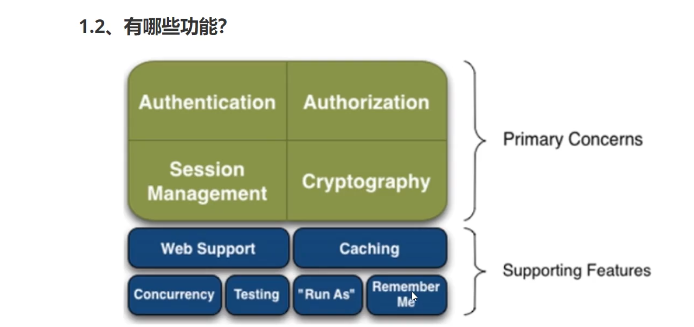 1.2、有哪些功能?
Authentication
Authorization
Session
Management
Cryptography
Primary Concerns
Web Support
Caching
Concurrency
Testing
"Run As"
Remember
Me
Supporting Features